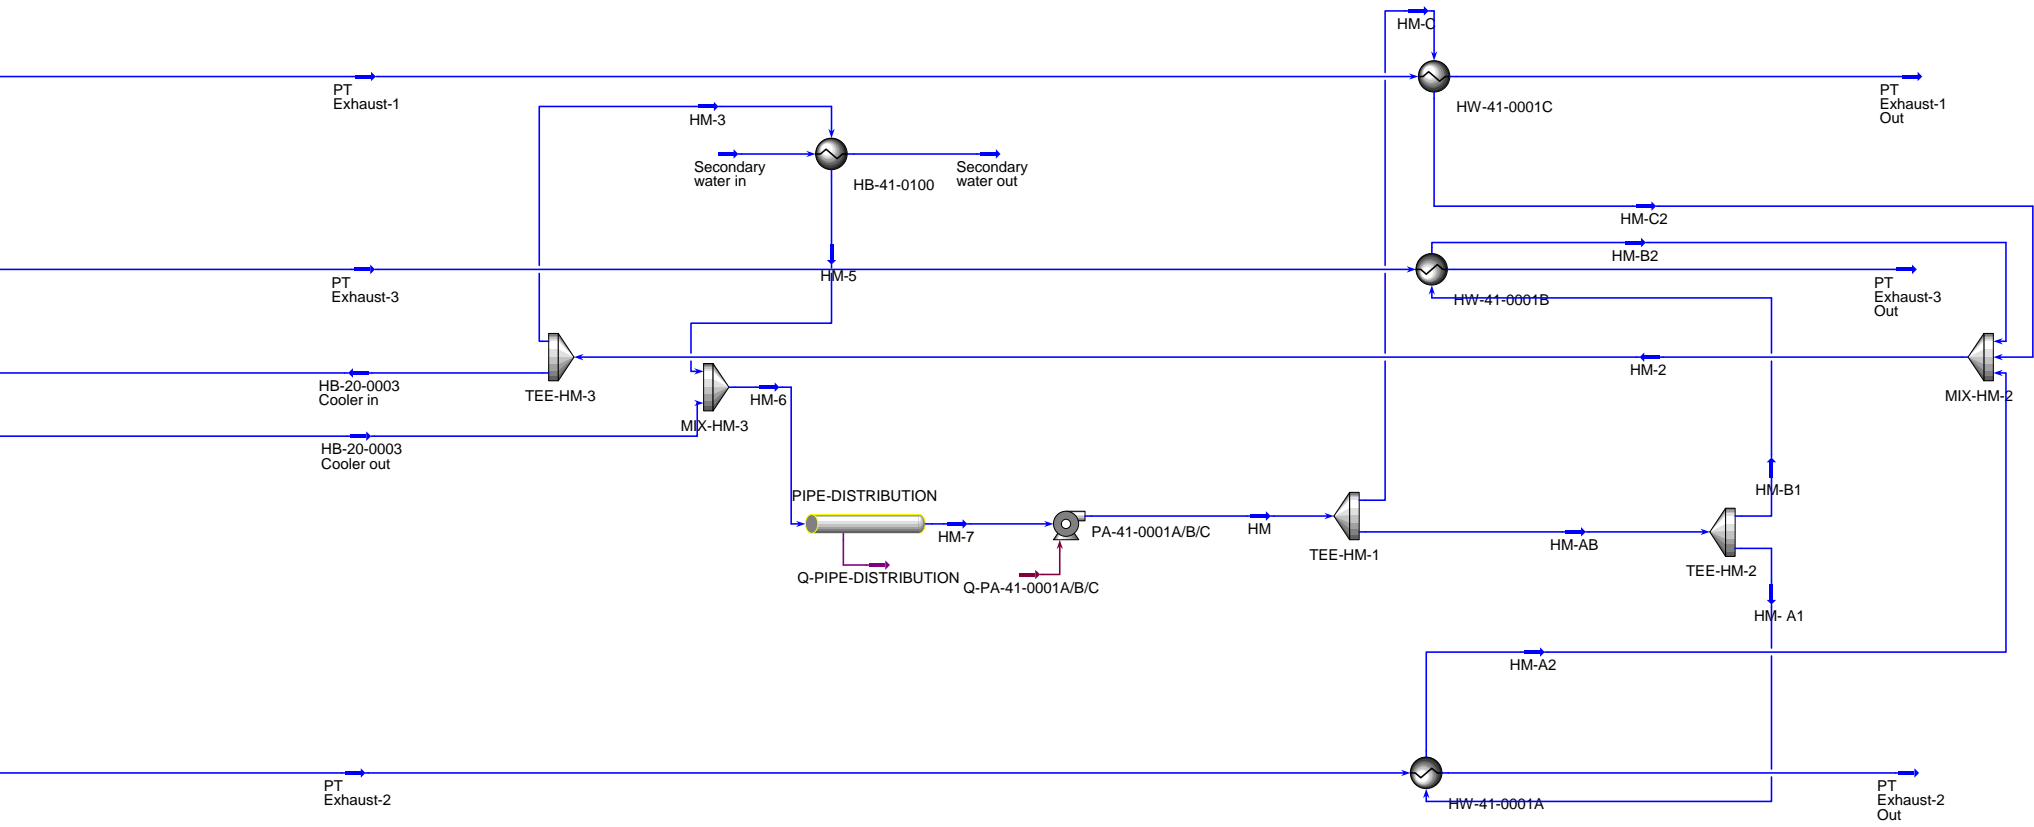 HM-C
PT
Exhaust-1
HW-41-0001C
PT
Exhaust-1
Out
HM-3
Secondary
water in
HB-41-0100
Secondary
water out
HM-C2
HM-B2
HM-5
PT
Exhaust-3
HW-41-0001B
PT
Exhaust-3
Out
HM-2
HB-20-0003
Cooler in
TEE-HM-3
HM-6
MIX-HM-2
MIX-HM-3
HB-20-0003
Cooler out
PIPE-DISTRIBUTION
HM-B1
HM-7
PA-41-0001A/B/C
HM
TEE-HM-1
HM-AB
TEE-HM-2
Q-PIPE-DISTRIBUTION
Q-PA-41-0001A/B/C
HM- A1
HM-A2
PT
Exhaust-2
HW-41-0001A
PT
Exhaust-2
Out